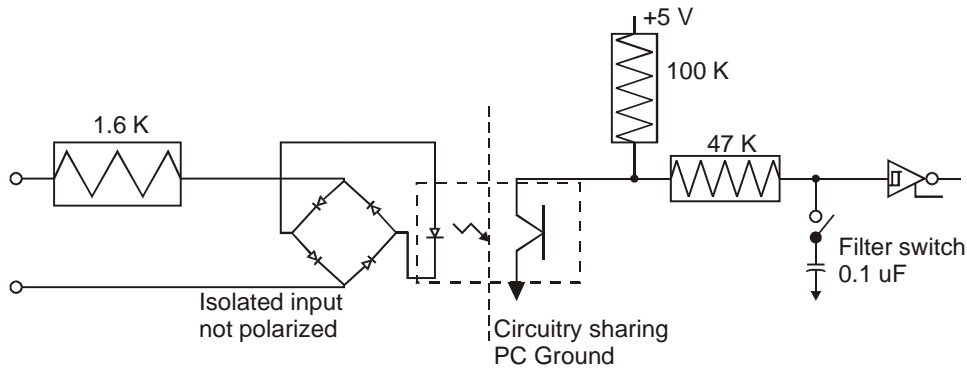 +5 V
100 K
1.6 K
47 K
Filter switch
0.1 uF
Isolated input
not polarized
Circuitry sharing
PC Ground